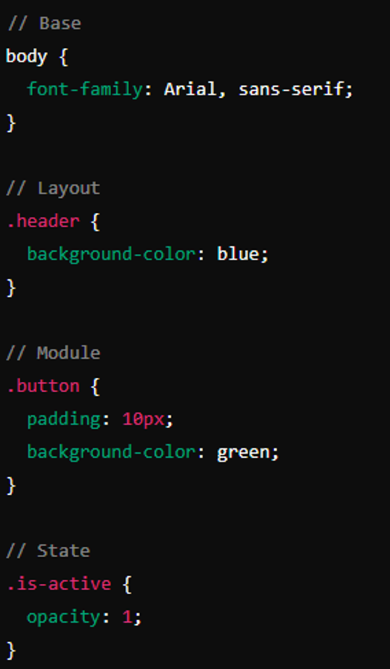 // Base
body {
  font-family: Arial, sans-serif;
}

// Layout
.header {
  background-color: blue;
}

// Module
.button {
  padding: 10px;
  background-color: green;
}

// State
.is-active {
  opacity: 1;
}